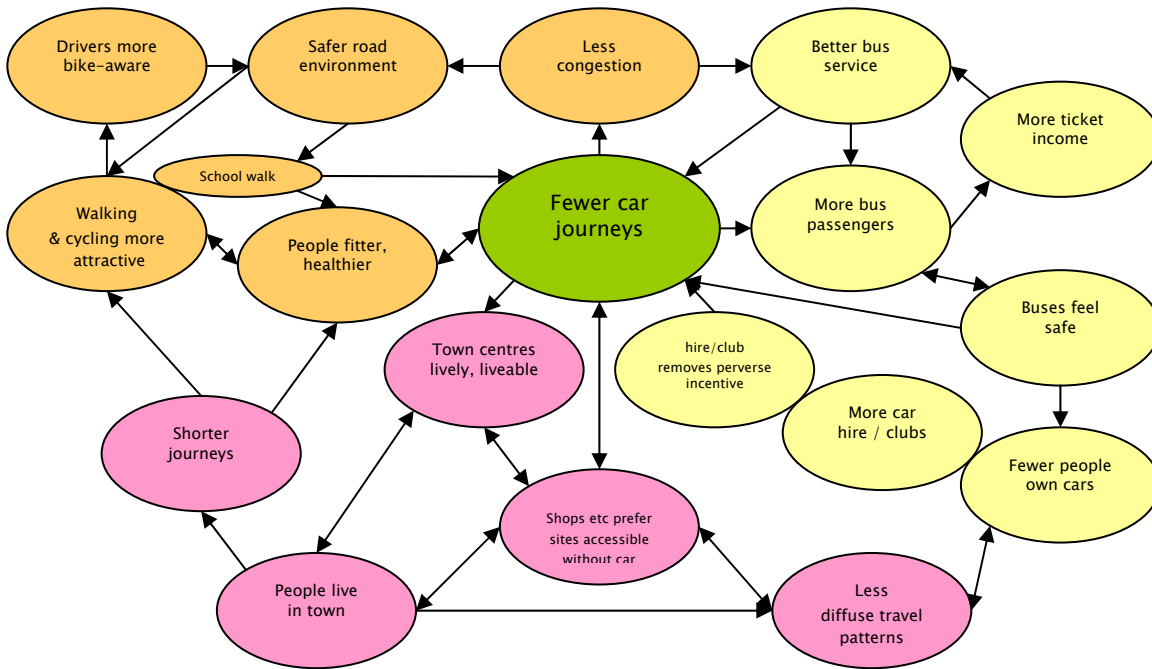 Drivers more
bike-aware
Safer road
environment
Less
congestion
Better bus
service
More ticket
income
School walk
Walking
& cycling more
attractive
People fitter,
healthier
Fewer car
journeys
More bus
passengers
Buses feel
safe
Town centres
lively, liveable
hire/club
removes perverse
incentive
More car
hire / clubs
Shorter
journeys
Fewer people
own cars
Shops etc prefer
sites accessible
without car
People live
in town
Less
diffuse travel
patterns